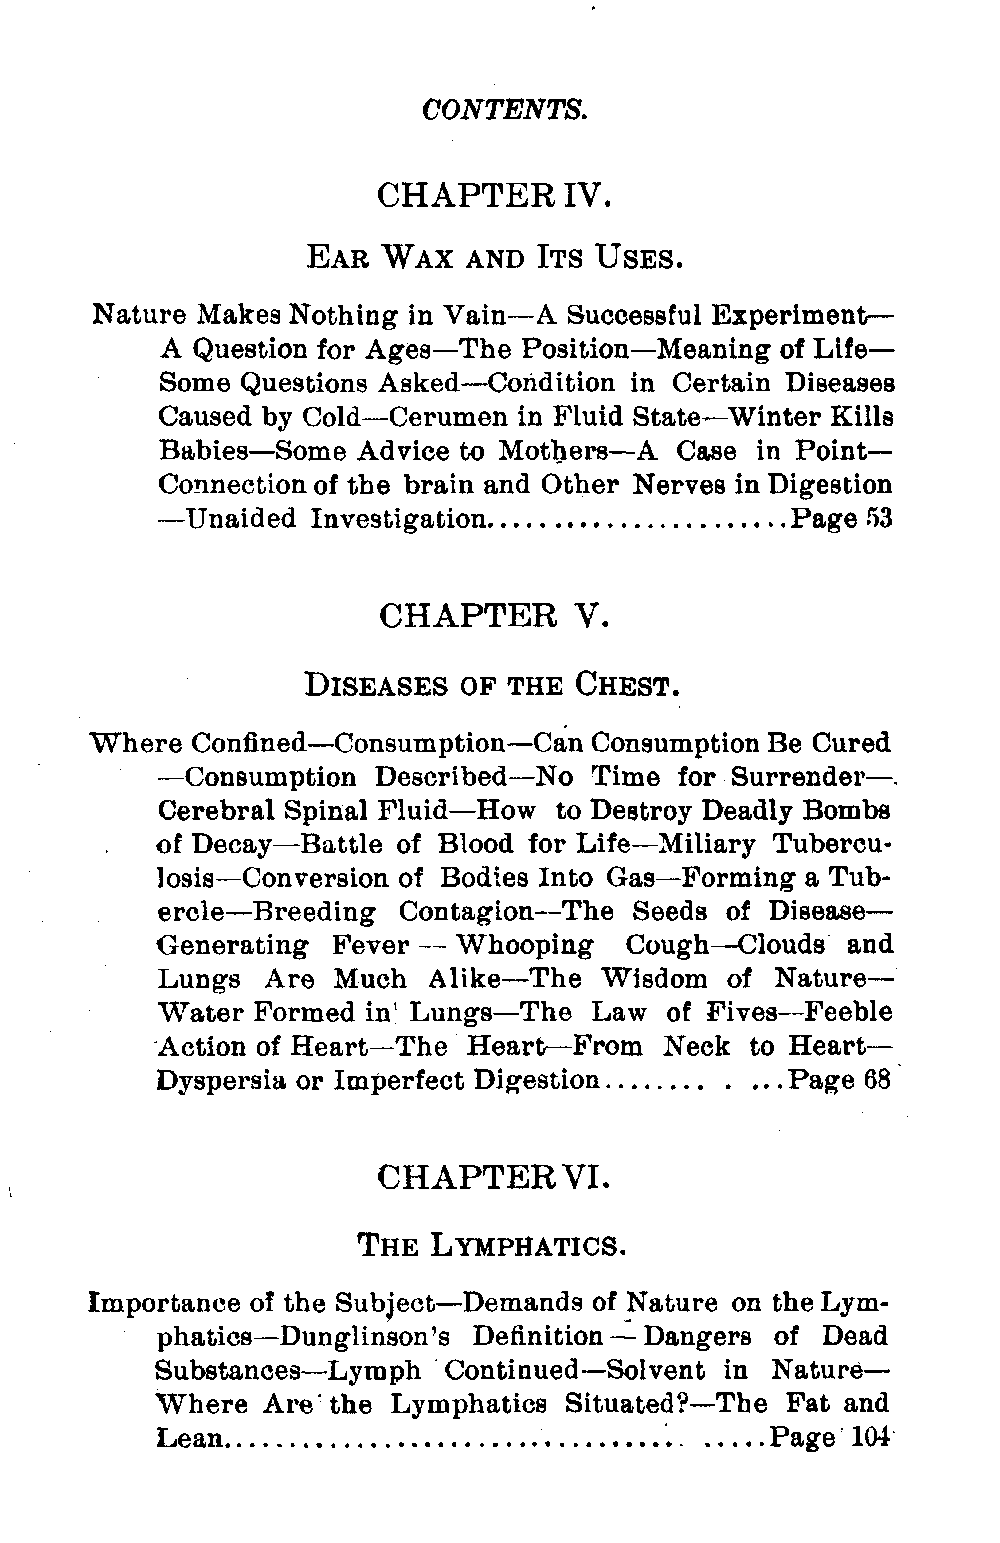 CONTENTS.
CHAPTER IV.
EAR WAX AND ITS USES.
Nature Makes Nothing in Vain—A Successful Experiment—
A Question for Ages—The Position—Meaning of Life—
Some Questions Asked—Condition in Certain Diseases
Caused by Cold—Cerumen in Fluid State—Winter Kills
Babies—Some Advice to Mothers—A Case in Point—
Connection of the brain and Other Nerves in Digestion
—Unaided Investigation.......................Page 53
CHAPTER V.
DISEASES OF THE CHEST.
Where Confined—Consumption—Can Consumption Be Cured
—Consumption Described—No Time for Surrender—
Cerebral Spinal Fluid—How to Destroy Deadly Bombs
of Decay—Battle of Blood for Life—Miliary Tubercu-
losis—Conversion of Bodies Into Gas—Forming a Tub-
ercle—Breeding Contagion—The Seeds of Disease—
Generating Fever — Whooping Cough—Clouds and
Lungs Are Much Alike—The Wisdom of Nature—
Water Formed in Lungs—The Law of Fives—Feeble
Action of Heart—The Heart—From Neck to Heart—
Dyspersia or Imperfect Digestion........ . ...Page 68
CHAPTER VI.
THE LYMPHATICS.
Importance of the Subject—Demands of Nature on the Lym-
phatics—Dunglinson's Definition — Dangers of Dead
Substances—Lymph Continued—Solvent in Nature—
Where Are the Lymphatics Situated?—The Fat and
Lean.................................. .....Page 104